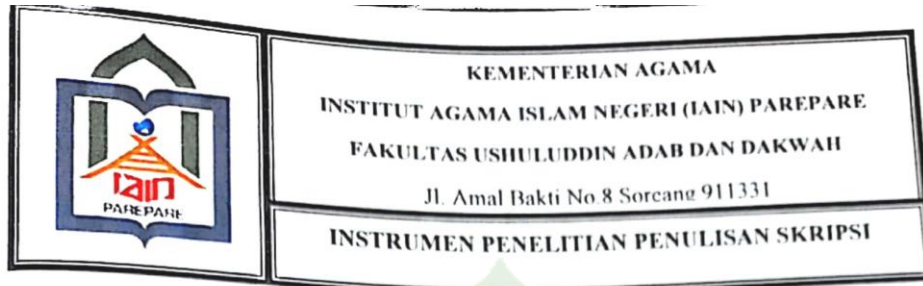 iain
PAREPARE
KEMENTERIAN AGAMA
INSTITUT AGAMA ISLAM NEGERI (IAIN) PAREPARE
FAKULTAS USHULUDDIN ADAB DAN DAKWAH
Jl. Amal Bakti No.8 Soreang 911331
INSTRUMEN PENELITIAN PENULISAN SKRIPSI